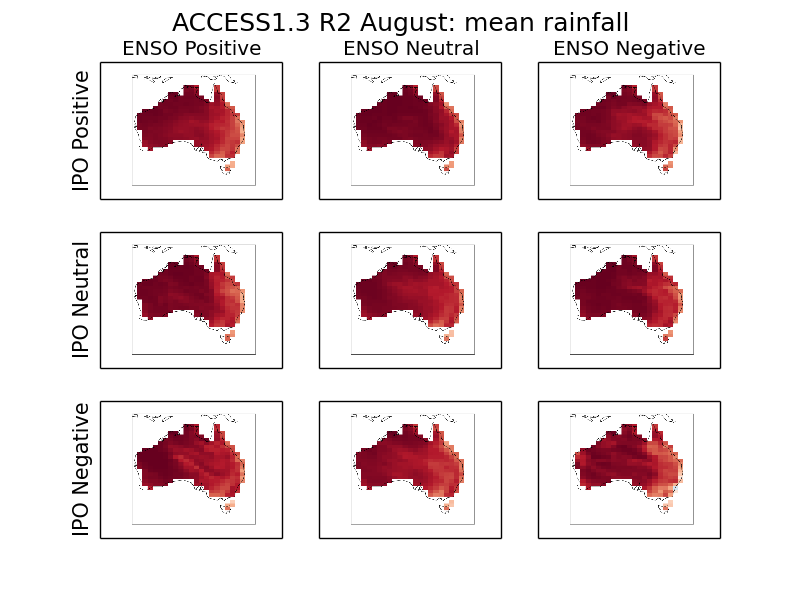 ACCESS1.3 R2 August: mean rainfall
ENSO Positive
ENSO Neutral
ENSO Negative
IPO Positive
IPO Neutral
IPO Negative